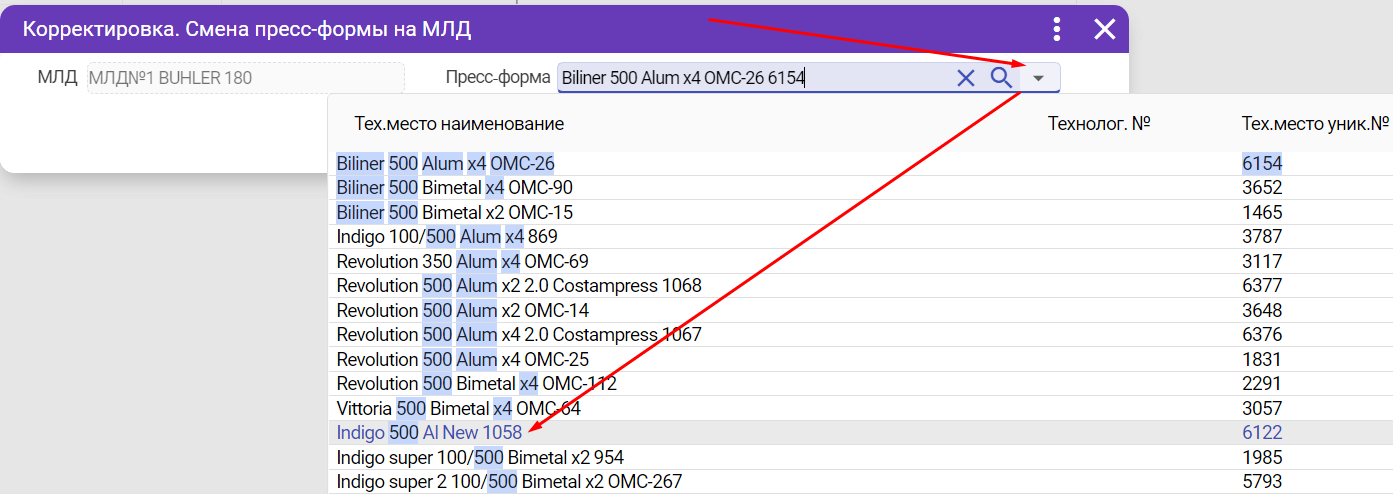 Корректировка. Смена пресс-формы на МЛД
МЛД МЛД№1 BUHLER 180 Пресс-форма Biliner 500 Alum x4 OMC-26 6154
Тех.место наименование Технолог. № Тех.место уник.№
Biliner 500 Alum x4 OMC-26 6154
Biliner 500 Bimetal x4 OMC-90 3652
Biliner 500 Bimetal x2 OMC-15 1465
Indigo 100/500 Alum x4 869 3787
Revolution 350 Alum x4 OMC-69 3117
Revolution 500 Alum x2 2.0 Costampress 1068 6377
Revolution 500 Alum x2 OMC-14 3648
Revolution 500 Alum x4 2.0 Costampress 1067 6376
Revolution 500 Alum x4 OMC-25 1831
Revolution 500 Bimetal x4 OMC-112 2291
Vittoria 500 Bimetal x4 OMC-64 3057
Indigo 500 Al New 1058 6122
Indigo super 100/500 Bimetal x2 954 1985
Indigo super 2 100/500 Bimetal x2 OMC-267 5793